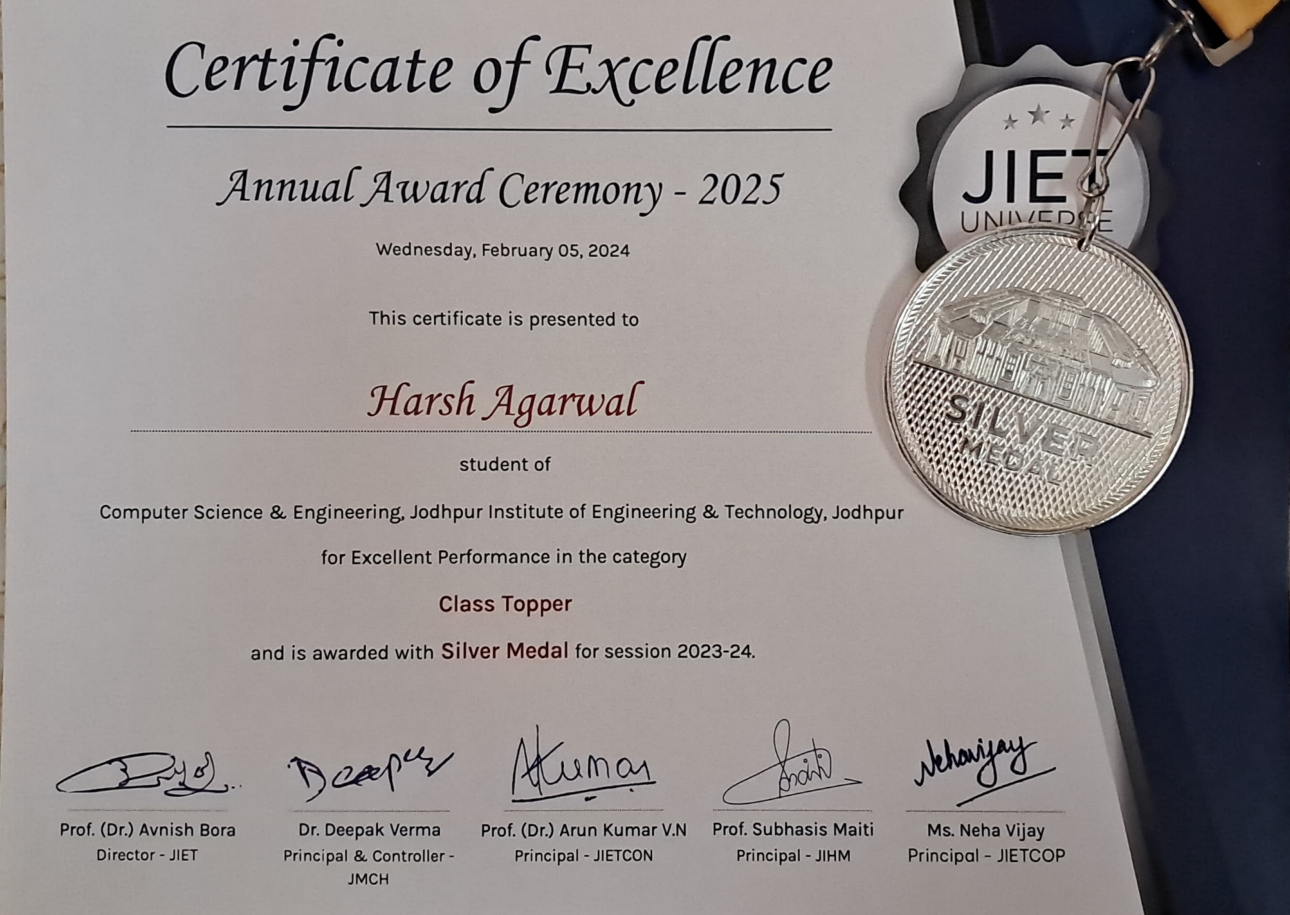 Certificate of Excellence
Annual Award Ceremony - 2025
Wednesday, February 05, 2024
This certificate is presented to
Harsh Agarwal
student of
Computer Science & Engineering, Jodhpur Institute of Engineering & Technology, Jodhpur
for Excellent Performance in the category
Class Topper
and is awarded with Silver Medal for session 2023-24.
JIET
UNIVERSE
SILVER
MEDAL
Deepak
AKumar
Nehavijay
Prof. (Dr.) Avnish Bora
Director - JIET
Dr. Deepak Verma
Principal & Controller -
JMCH
Prof. (Dr.) Arun Kumar V.N
Principal - JIETCON
Prof. Subhasis Maiti
Principal - JIHM
Ms. Neha Vijay
Principal - JIETCOP